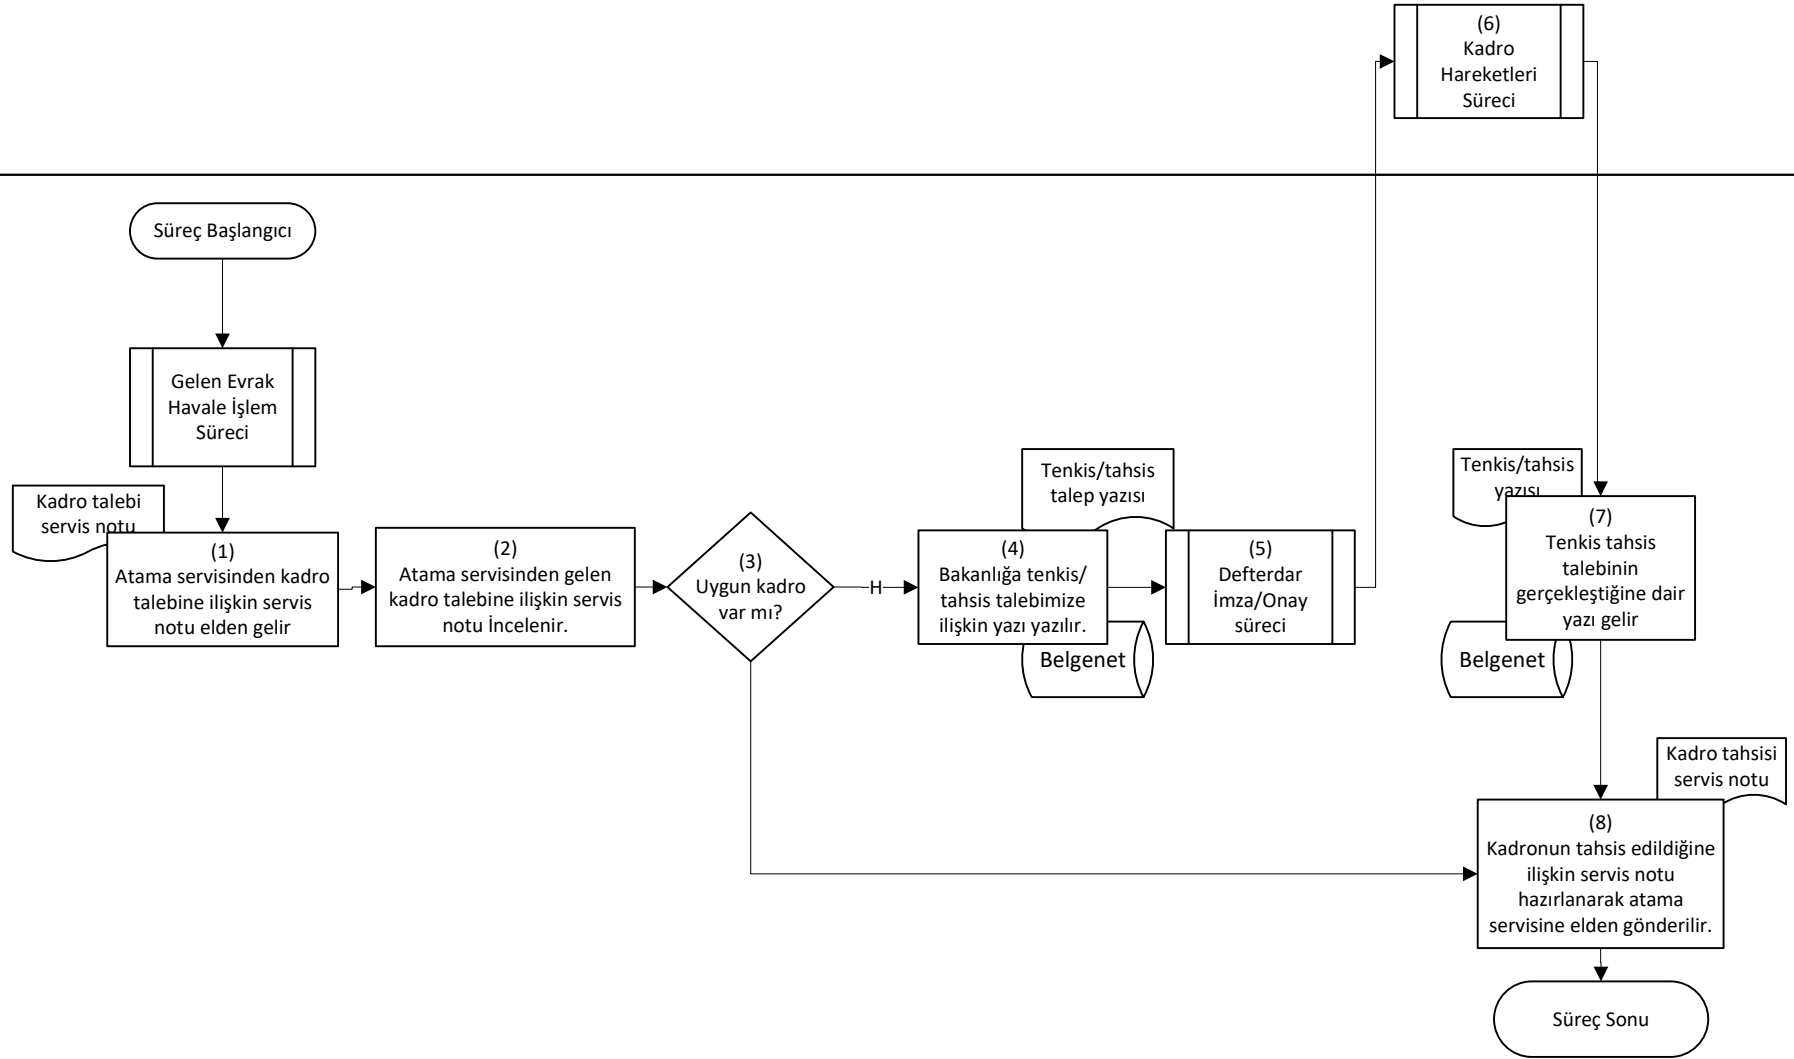 (6)
Kadro
Hareketleri
Süreci
Süreç Başlangıcı
Gelen Evrak
Havale İşlem
Süreci
Kadro talebi
servis notu
(1)
Atama servisinden kadro
talebine ilişkin servis
notu elden gelir
(2)
Atama servisinden gelen
kadro talebine ilişkin servis
notu İncelenir.
(3)
Uygun kadro
var mı?
H
Tenkis/tahsis
talep yazısı
(4)
Bakanlığa tenkis/
tahsis talebimize
ilişkin yazı yazılır.
Belgenet
(5)
Defterdar
İmza/Onay
süreci
Tenkis/tahsis
yazısı
(7)
Tenkis tahsis
talebinin
gerçekleştiğine dair
yazı gelir
Belgenet
Kadro tahsisi
servis notu
(8)
Kadronun tahsis edildiğine
ilişkin servis notu
hazırlanarak atama
servisine elden gönderilir.
Süreç Sonu